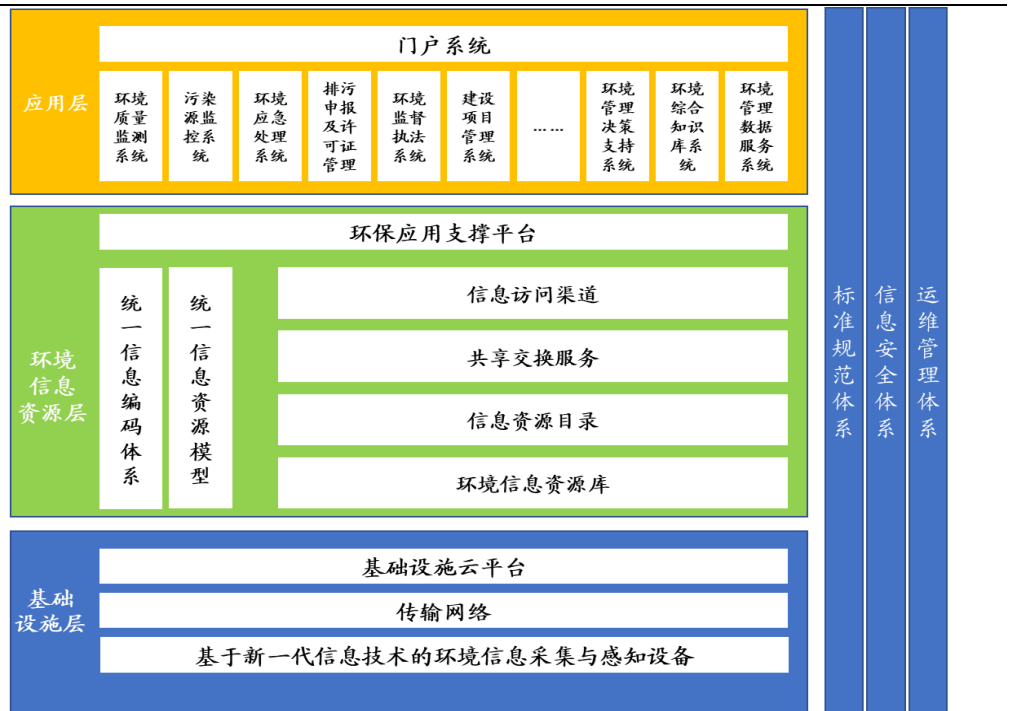 应用层
门户系统
环境
质量
监测
系统
污染
源监
控系
统
环境
应急
处理
系统
排污
申报
及许
可证
管理
环境
监督
执法
系统
建设
项目
管理
系统
……
环境
管理
决策
支持
系统
环境
综合
知识
库系
统
环境
管理
数据
服务
系统
环境
信息
资源层
环保应用支撑平台
统一信息编码体系
统一信息资源模型
信息访问渠道
共享交换服务
信息资源目录
环境信息资源库
基础
设施层
基础设施云平台
传输网络
基于新一代信息技术的环境信息采集与感知设备
标准规范体系
信息安全体系
运维管理体系